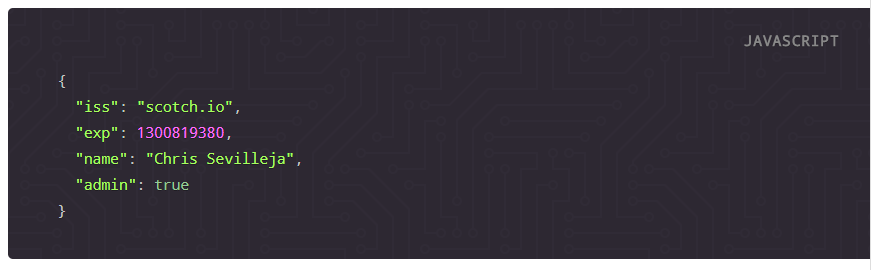 JAVASCRIPT
{
"iss": "scotch.io",
"exp": 1300819380,
"name": "Chris Sevilleja",
"admin": true
}